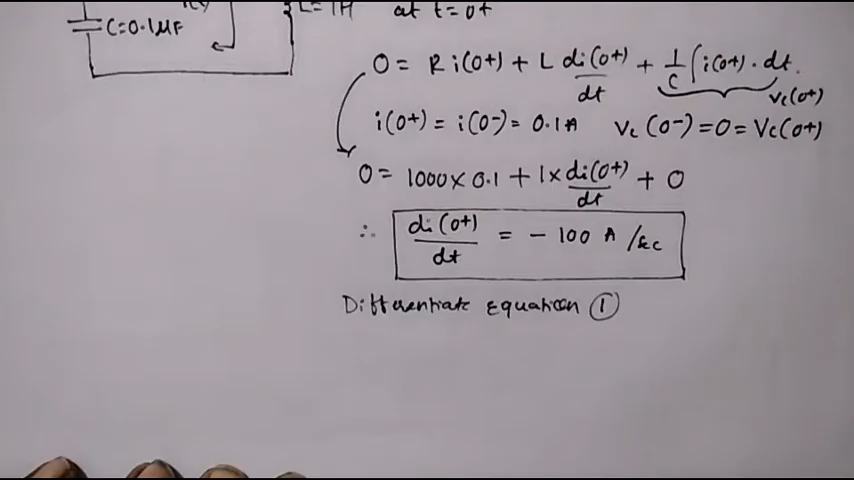 L=1H at t=0+
C=0.1μF
0 = R i(0+) + L di(0+)/dt + 1/C ∫ i(0+) · dt.
Vc(0+)
i(0+) = i(0-) = 0.1A Vc(0-) = 0 = Vc(0+)
0 = 1000 × 0.1 + 1 × di(0+)/dt + 0
∴ di(0+)/dt = - 100 A/sec
Differentiate Equation ①